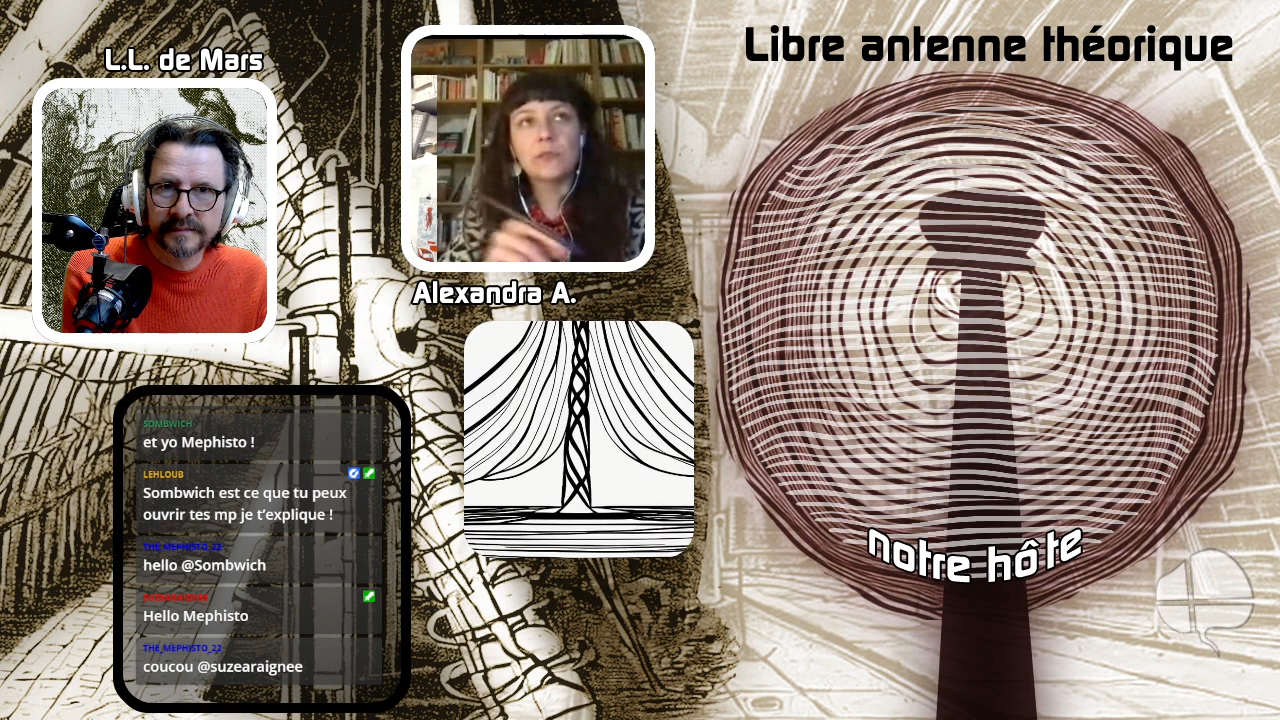 L.L. de Mars
Alexandra A.
Libre antenne théorique
SOMBWICH
et yo Mephisto !
LEHLOUB
Sombwich est ce que tu peux
ouvrir tes mp je t'explique !
THE_MEPHISTO_22
hello @Sombwich
Hello Mephisto
THE_MEPHISTO_22
coucou @suzearaignee
notre hôte